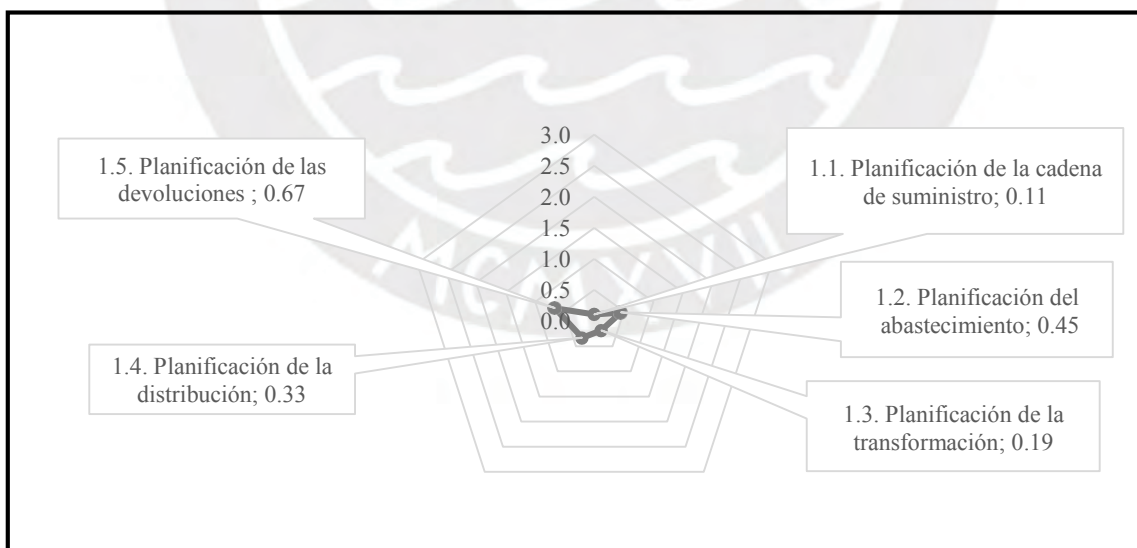 1.5. Planificación de las
devoluciones ; 0.67
3.0
2.5
2.0
1.5
1.0
0.5
0.0
1.1. Planificación de la cadena
de suministro; 0.11
1.2. Planificación del
abastecimiento; 0.45
1.4. Planificación de la
distribución; 0.33
1.3. Planificación de la
transformación; 0.19
MCMXVII